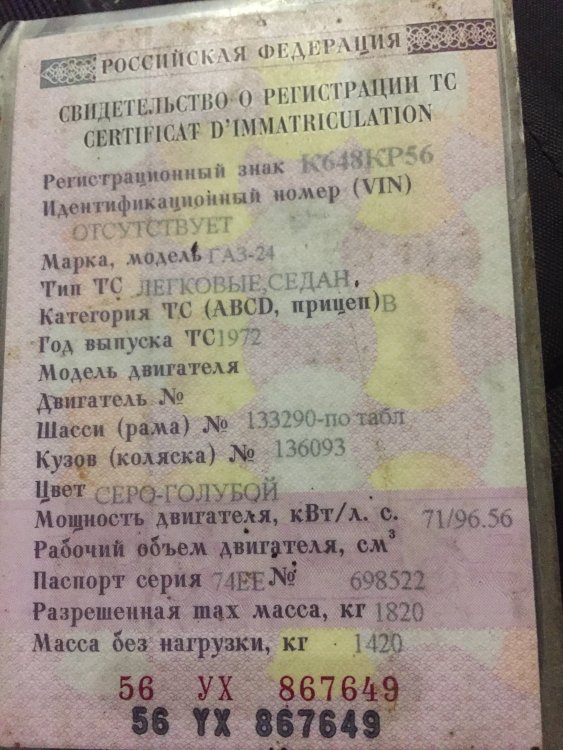 РОССИЙСКАЯ ФЕДЕРАЦИЯ
СВИДЕТЕЛЬСТВО О РЕГИСТРАЦИИ ТС
CERTIFICAT D'IMMATRICULATION
Регистрационный знак К648КР56
Идентификационный номер (VIN)
ОТСУТСТВУЕТ
Марка, модель ГАЗ-24
Тип ТС ЛЕГКОВЫЕ,СЕДАН
Категория ТС (ABCD, прицеп) В
Год выпуска ТС 1972
Модель двигателя
Двигатель №
Шасси (рама) № 133290-по табл
Кузов (коляска) № 136093
Цвет СЕРО-ГОЛУБОЙ
Мощность двигателя, кВт/л. с. 71/96.56
Рабочий объем двигателя, см³
Паспорт серия 74ЕЕ № 698522
Разрешенная max масса, кг 1820
Масса без нагрузки, кг 1420
56 УХ 867649
56 УХ 867649